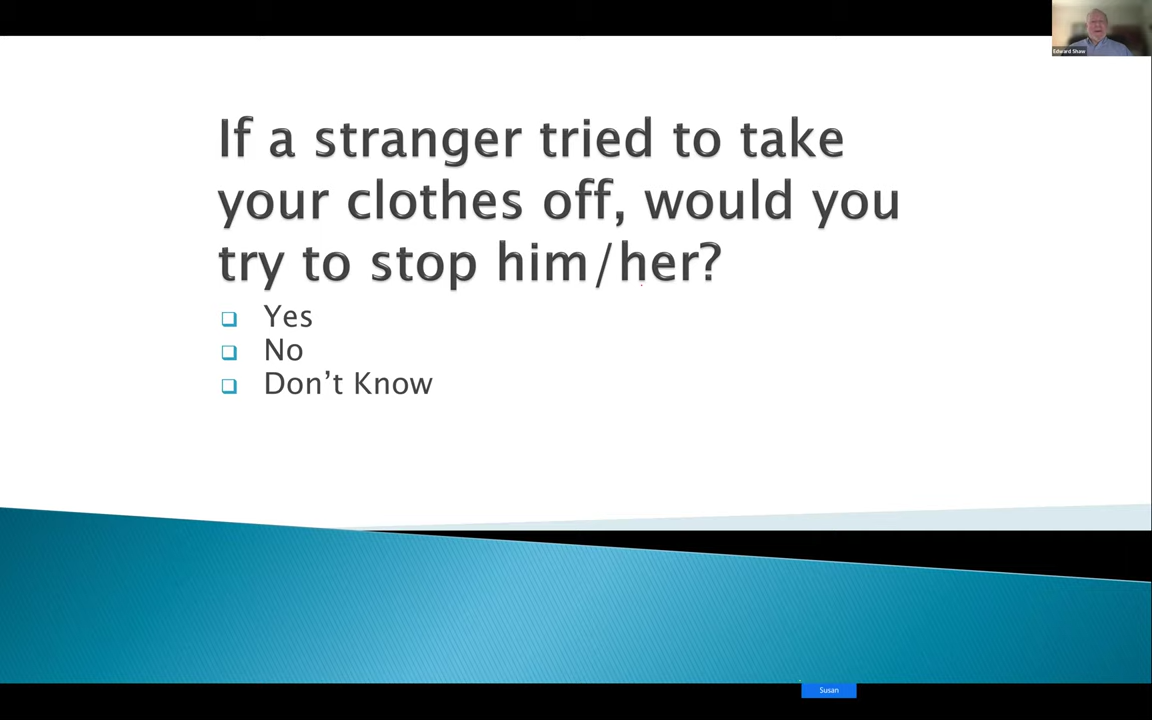 Edward Shaw
If a stranger tried to take
your clothes off, would you
try to stop him/her?
Yes
No
Don't Know
Susan